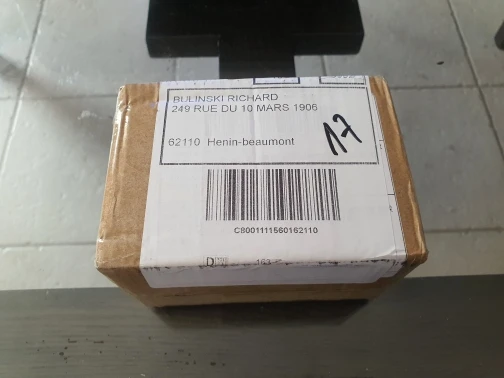 BULINSKI RICHARD
249 RUE DU 10 MARS 1906
62110 Henin-beaumont
17
C8001111560162110